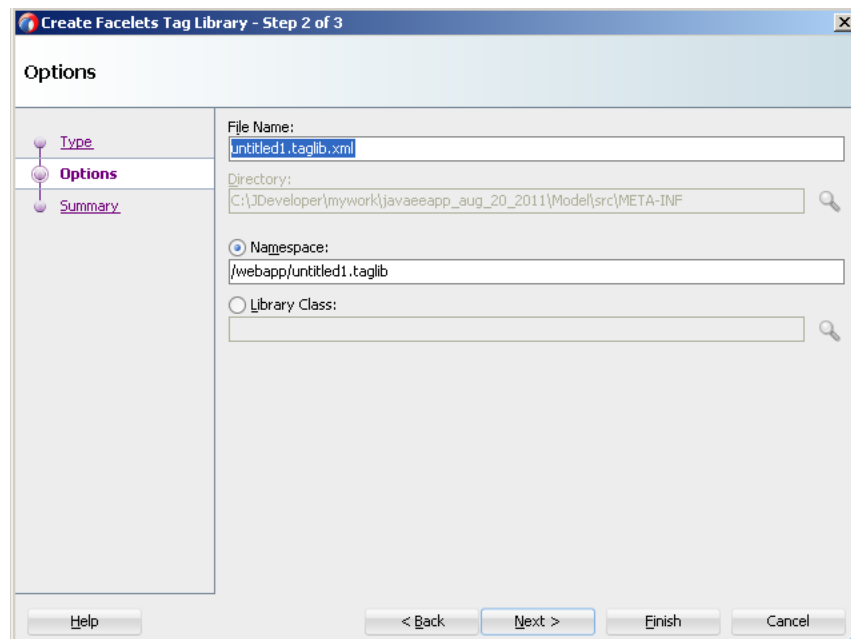 Create Facelets Tag Library - Step 2 of 3
Options
Type
Options
Summary
File Name:
untitled1.taglib.xml
Directory:
C:\JDeveloper\mywork\javaeeapp_aug_20_2011\Model\src\META-INF
Namespace:
/webapp/untitled1.taglib
Library Class:
Help
< Back
Next >
Finish
Cancel